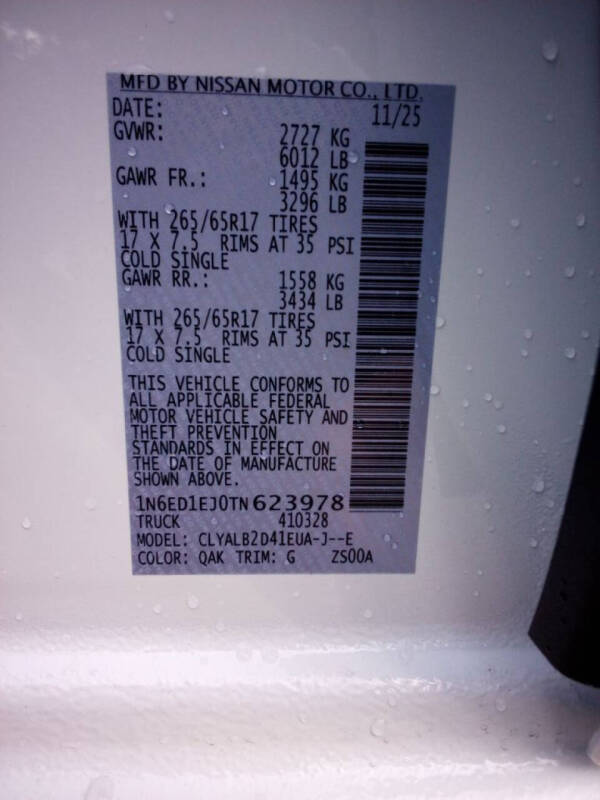 MFD BY NISSAN MOTOR CO., LTD.
DATE: 11/25
GVWR: 2727 KG
6012 LB
GAWR FR.: 1495 KG
3296 LB
WITH 265/65R17 TIRES
17 X 7.5 RIMS AT 35 PSI
COLD SINGLE
GAWR RR.: 1558 KG
3434 LB
WITH 265/65R17 TIRES
17 X 7.5 RIMS AT 35 PSI
COLD SINGLE
THIS VEHICLE CONFORMS TO
ALL APPLICABLE FEDERAL
MOTOR VEHICLE SAFETY AND
THEFT PREVENTION
STANDARDS IN EFFECT ON
THE DATE OF MANUFACTURE
SHOWN ABOVE.
1N6ED1EJ0TN623978
TRUCK 410328
MODEL: CLYALB2D41EUA-J--E
COLOR: QAK TRIM: G ZS00A